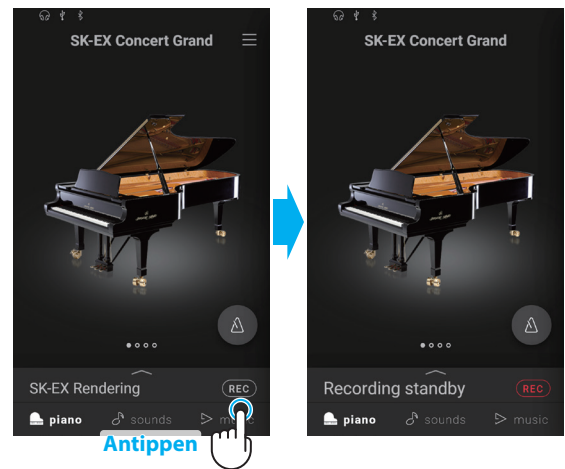 SK-EX Concert Grand
SK-EX Rendering
REC
piano
sounds
Antippen
SK-EX Concert Grand
Recording standby
REC
piano
sounds
music